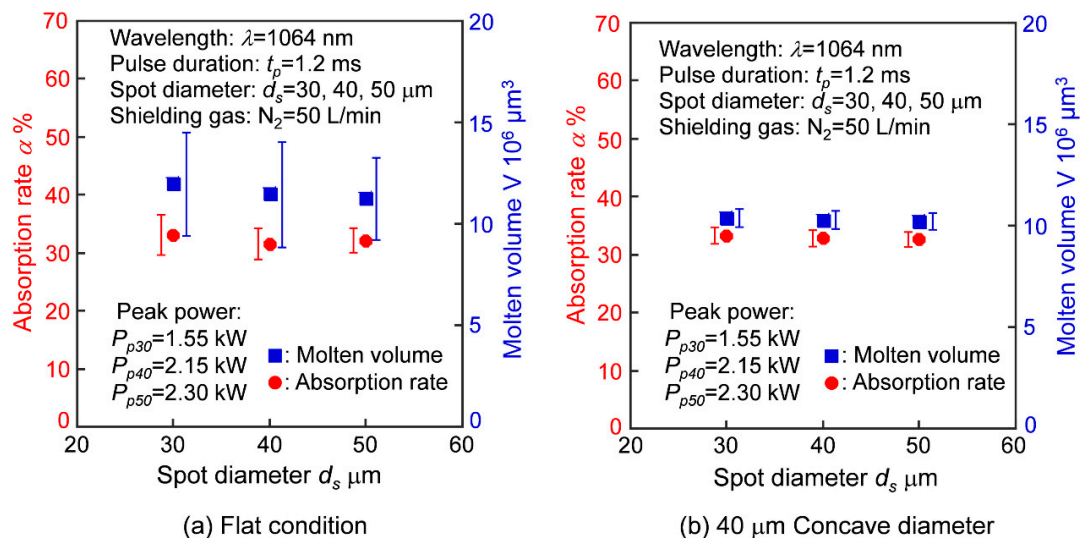 Absorption rate α %
70
60
50
40
30
20
10
0
Wavelength: λ=1064 nm
Pulse duration: tp=1.2 ms
Spot diameter: ds=30, 40, 50 μm
Shielding gas: N2=50 L/min
Peak power:
Pp30=1.55 kW
Pp40=2.15 kW
Pp50=2.30 kW
: Molten volume
: Absorption rate
20
15
10
5
0
Molten volume V 10⁶ μm³
20 30 40 50 60
Spot diameter ds μm
(a) Flat condition
Absorption rate α %
70
60
50
40
30
20
10
0
Wavelength: λ=1064 nm
Pulse duration: tp=1.2 ms
Spot diameter: ds=30, 40, 50 μm
Shielding gas: N2=50 L/min
Peak power:
Pp30=1.55 kW
Pp40=2.15 kW
Pp50=2.30 kW
: Molten volume
: Absorption rate
20
15
10
5
0
Molten volume V 10⁶ μm³
20 30 40 50 60
Spot diameter ds μm
(b) 40 μm Concave diameter